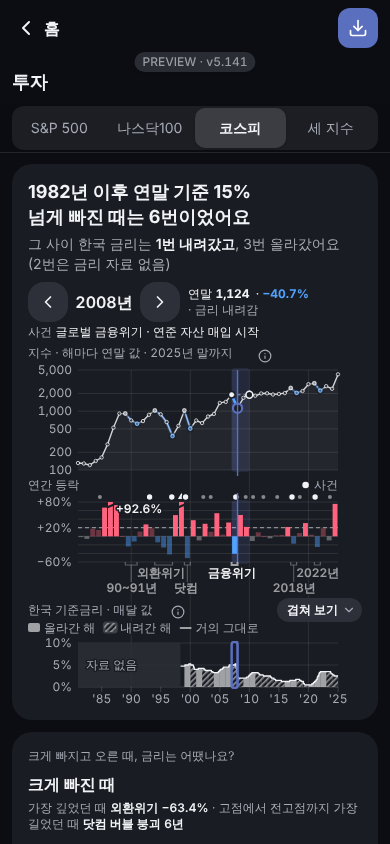 홈
PREVIEW · v5.141
투자
S&P 500 나스닥100 코스피 세 지수
1982년 이후 연말 기준 15%
넘게 빠진 때는 6번이었어요
그 사이 한국 금리는 1번 내려갔고, 3번 올라갔어요
(2번은 금리 자료 없음)
2008년
연말 1,124 · −40.7%
· 금리 내려감
사건 글로벌 금융위기 · 연준 자산 매입 시작
지수 · 해마다 연말 값 · 2025년 말까지
5,000
2,000
1,000
500
200
100
연간 등락
사건
+80%
+92.6%
+20%
−60%
외환위기 금융위기 2022년
90~91년 닷컴 2018년
한국 기준금리 · 매달 값
겹쳐 보기
올라간 해 내려간 해 거의 그대로
10%
5%
자료 없음
0%
'85 '90 '95 '00 '05 '10 '15 '20 '25
크게 빠지고 오른 때, 금리는 어땠나요?
크게 빠진 때
가장 깊었던 때 외환위기 −63.4% · 고점에서 전고점까지 가장
길었던 때 닷컴 버블 붕괴 6년